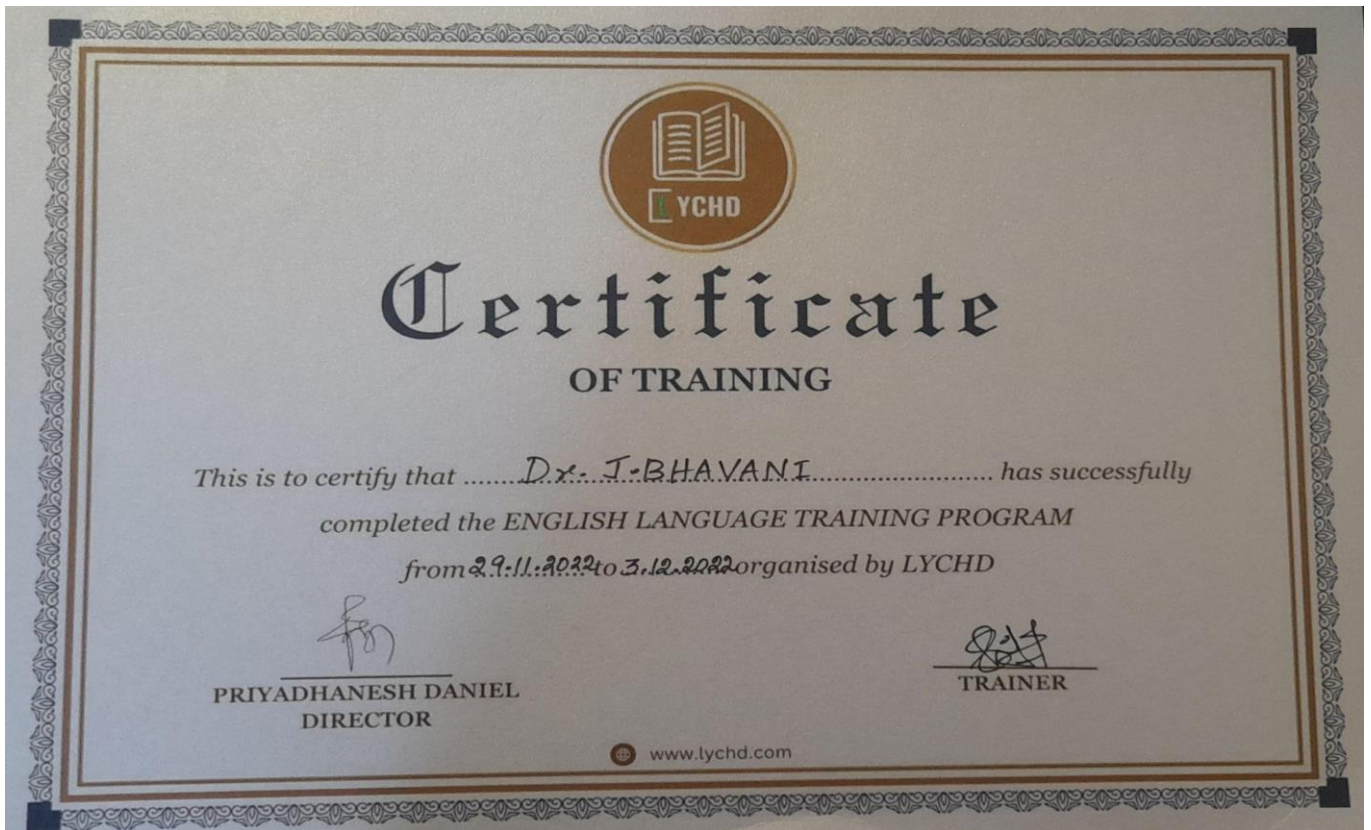 LYCHD
Certificate
OF TRAINING
This is to certify that ........Dr. J. BHAVANI............................ has successfully
completed the ENGLISH LANGUAGE TRAINING PROGRAM
from 29.11.2022 to 3.12.2022 organised by LYCHD
PRIYADHANESH DANIEL
DIRECTOR
TRAINER
www.lychd.com